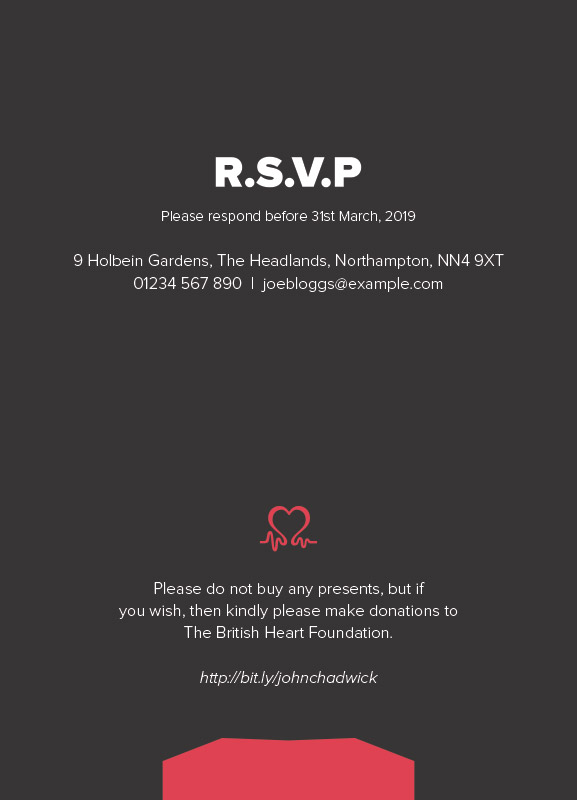 R.S.V.P
Please respond before 31st March, 2019
9 Holbein Gardens, The Headlands, Northampton, NN4 9XT
01234 567 890 | joebloggs@example.com
Please do not buy any presents, but if
you wish, then kindly please make donations to
The British Heart Foundation.
http://bit.ly/johnchadwick